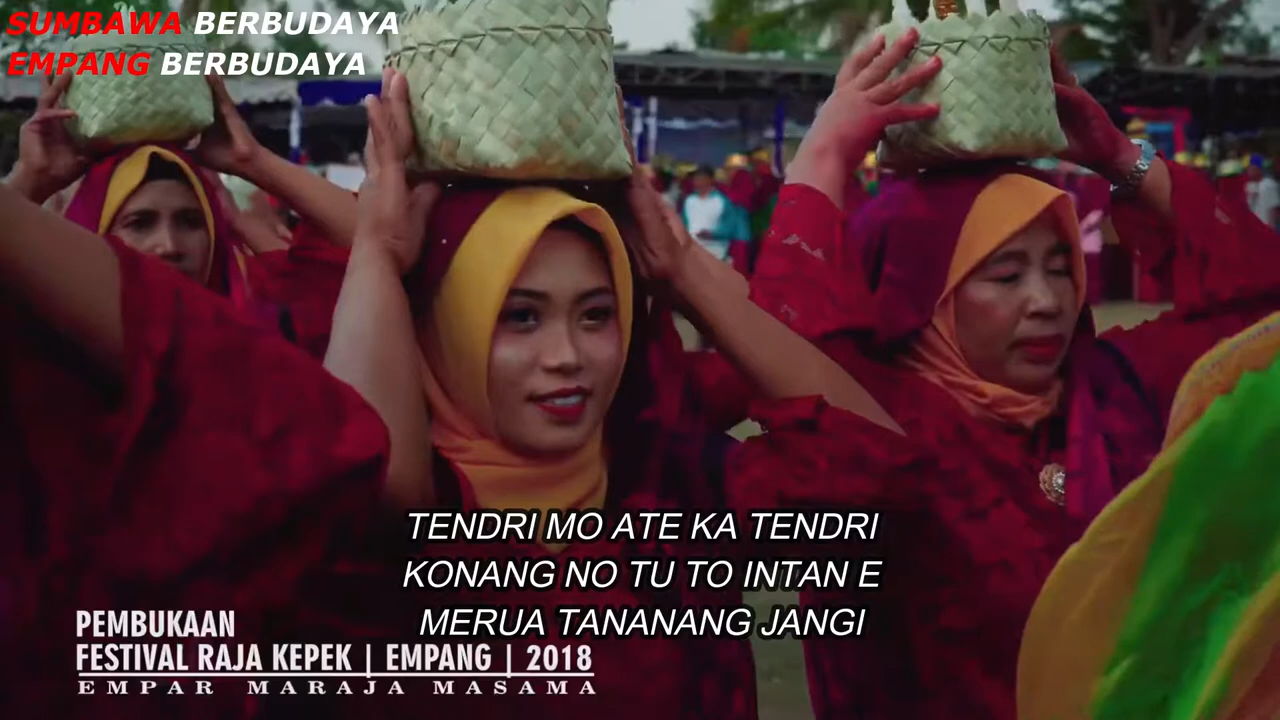 SUMBAWA BERBUDAYA
EMPANG BERBUDAYA
TENDRI MO ATE KA TENDRI
KONANG NO TU TO INTAN E
MERUA TANANANG JANGI
PEMBUKAAN
FESTIVAL RAJA KEPEK | EMPANG | 2018
EMPAR MARAJA MASAMA